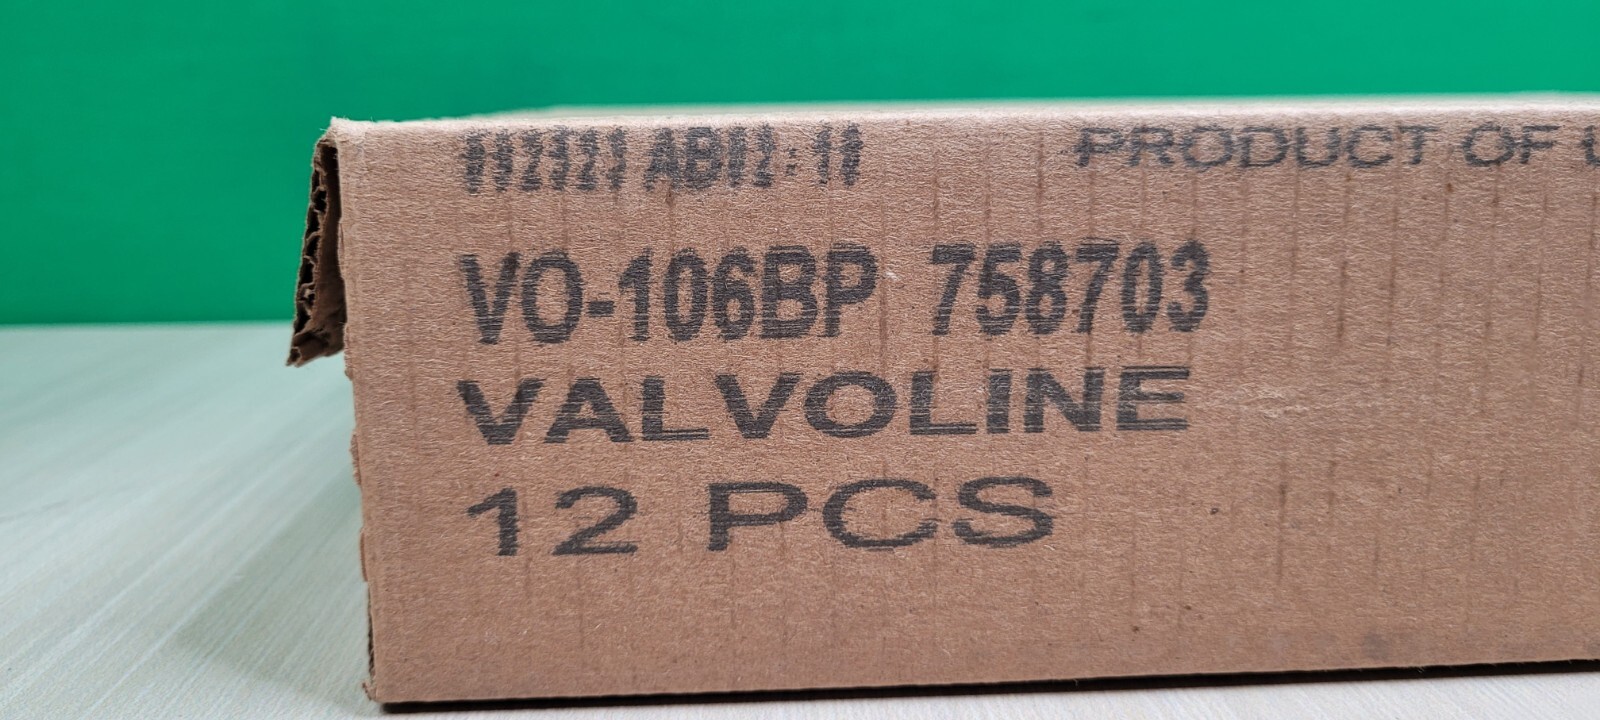 PRODUCT OF
VO-106BP 758703
VALVOLINE
12 PCS